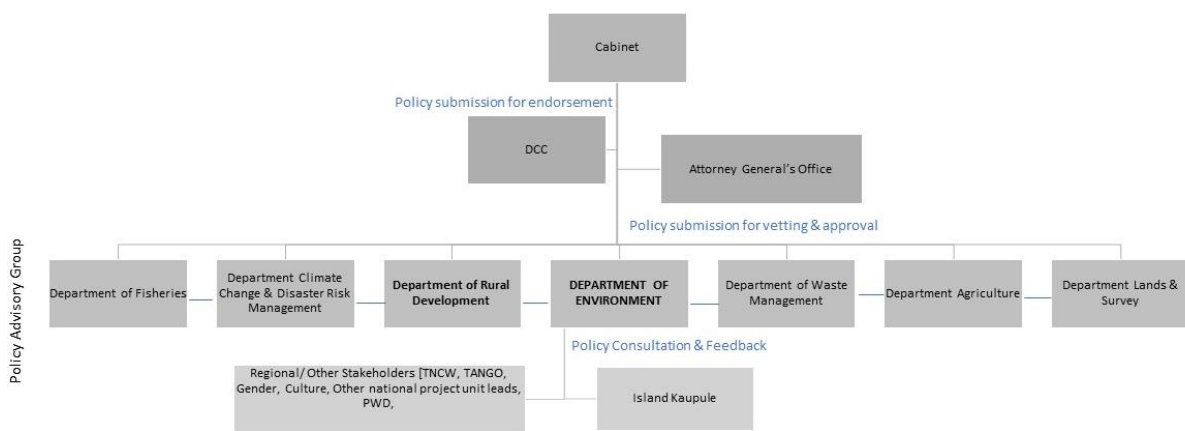 Cabinet
Policy submission for endorsement
DCC
Attorney General's Office
Policy submission for vetting & approval
Policy Advisory Group
Department of Fisheries
Department Climate
Change & Disaster Risk
Management
Department of Rural
Development
DEPARTMENT OF
ENVIRONMENT
Department of Waste
Management
Department Agriculture
Department Lands &
Survey
Policy Consultation & Feedback
Regional/ Other Stakeholders [TNCW, TANGO,
Gender, Culture, Other national project unit leads,
PWD,
Island Kaupule